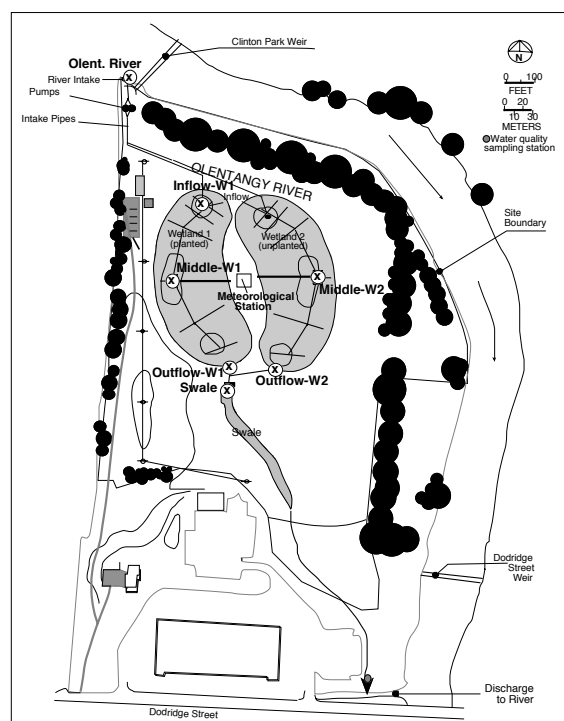 Clinton Park Weir
Olent. River
River Intake
Pumps
Intake Pipes
N
0 100
FEET
0 20
METERS
10 30
Water quality
sampling station
OLENTANGY RIVER
Inflow-W1
Inflow
Wetland 1
(planted)
Wetland 2
(unplanted)
Site
Boundary
Middle-W1
Middle-W2
Meteorological
Station
Outflow-W1
Outflow-W2
Swale
Swale
Dodridge
Street
Weir
Discharge
to River
Dodridge Street
X
X
X
X
X
X
X